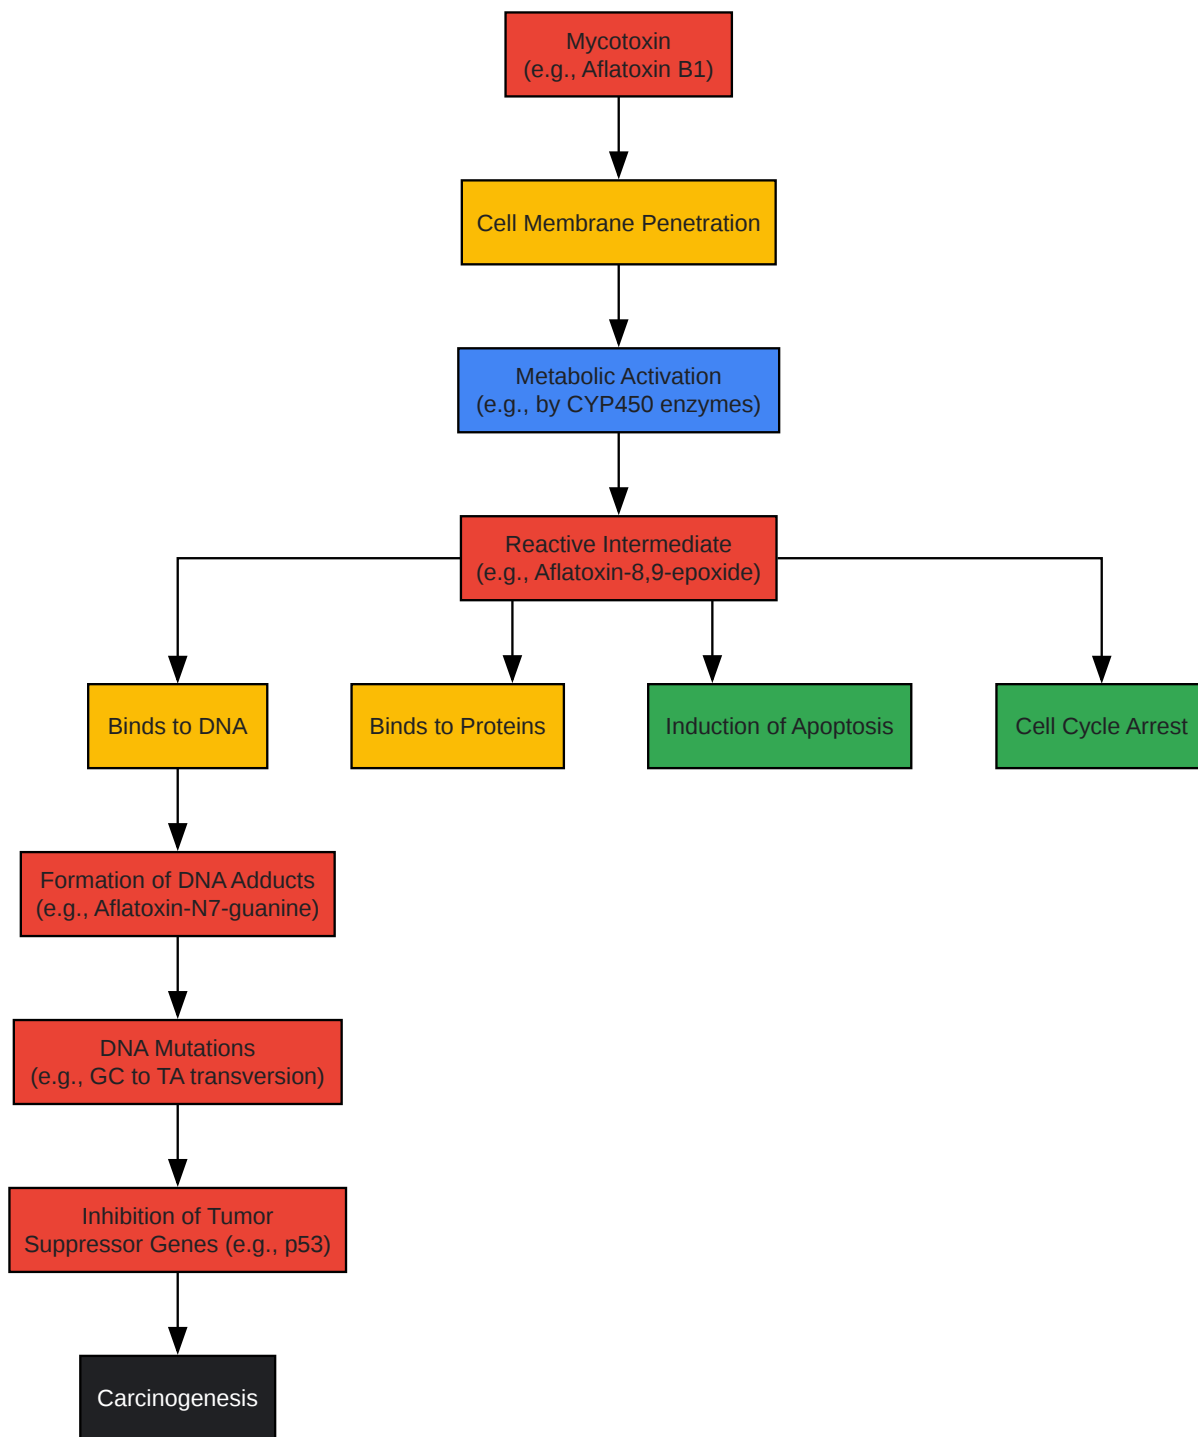 Mycotoxin
(e.g., Aflatoxin B1)
Cell Membrane Penetration
Metabolic Activation
(e.g., by CYP450 enzymes)
Reactive Intermediate
(e.g., Aflatoxin-8,9-epoxide)
Binds to DNA
Binds to Proteins
Induction of Apoptosis
Cell Cycle Arrest
Formation of DNA Adducts
(e.g., Aflatoxin-N7-guanine)
DNA Mutations
(e.g., GC to TA transversion)
Inhibition of Tumor
Suppressor Genes (e.g., p53)
Carcinogenesis